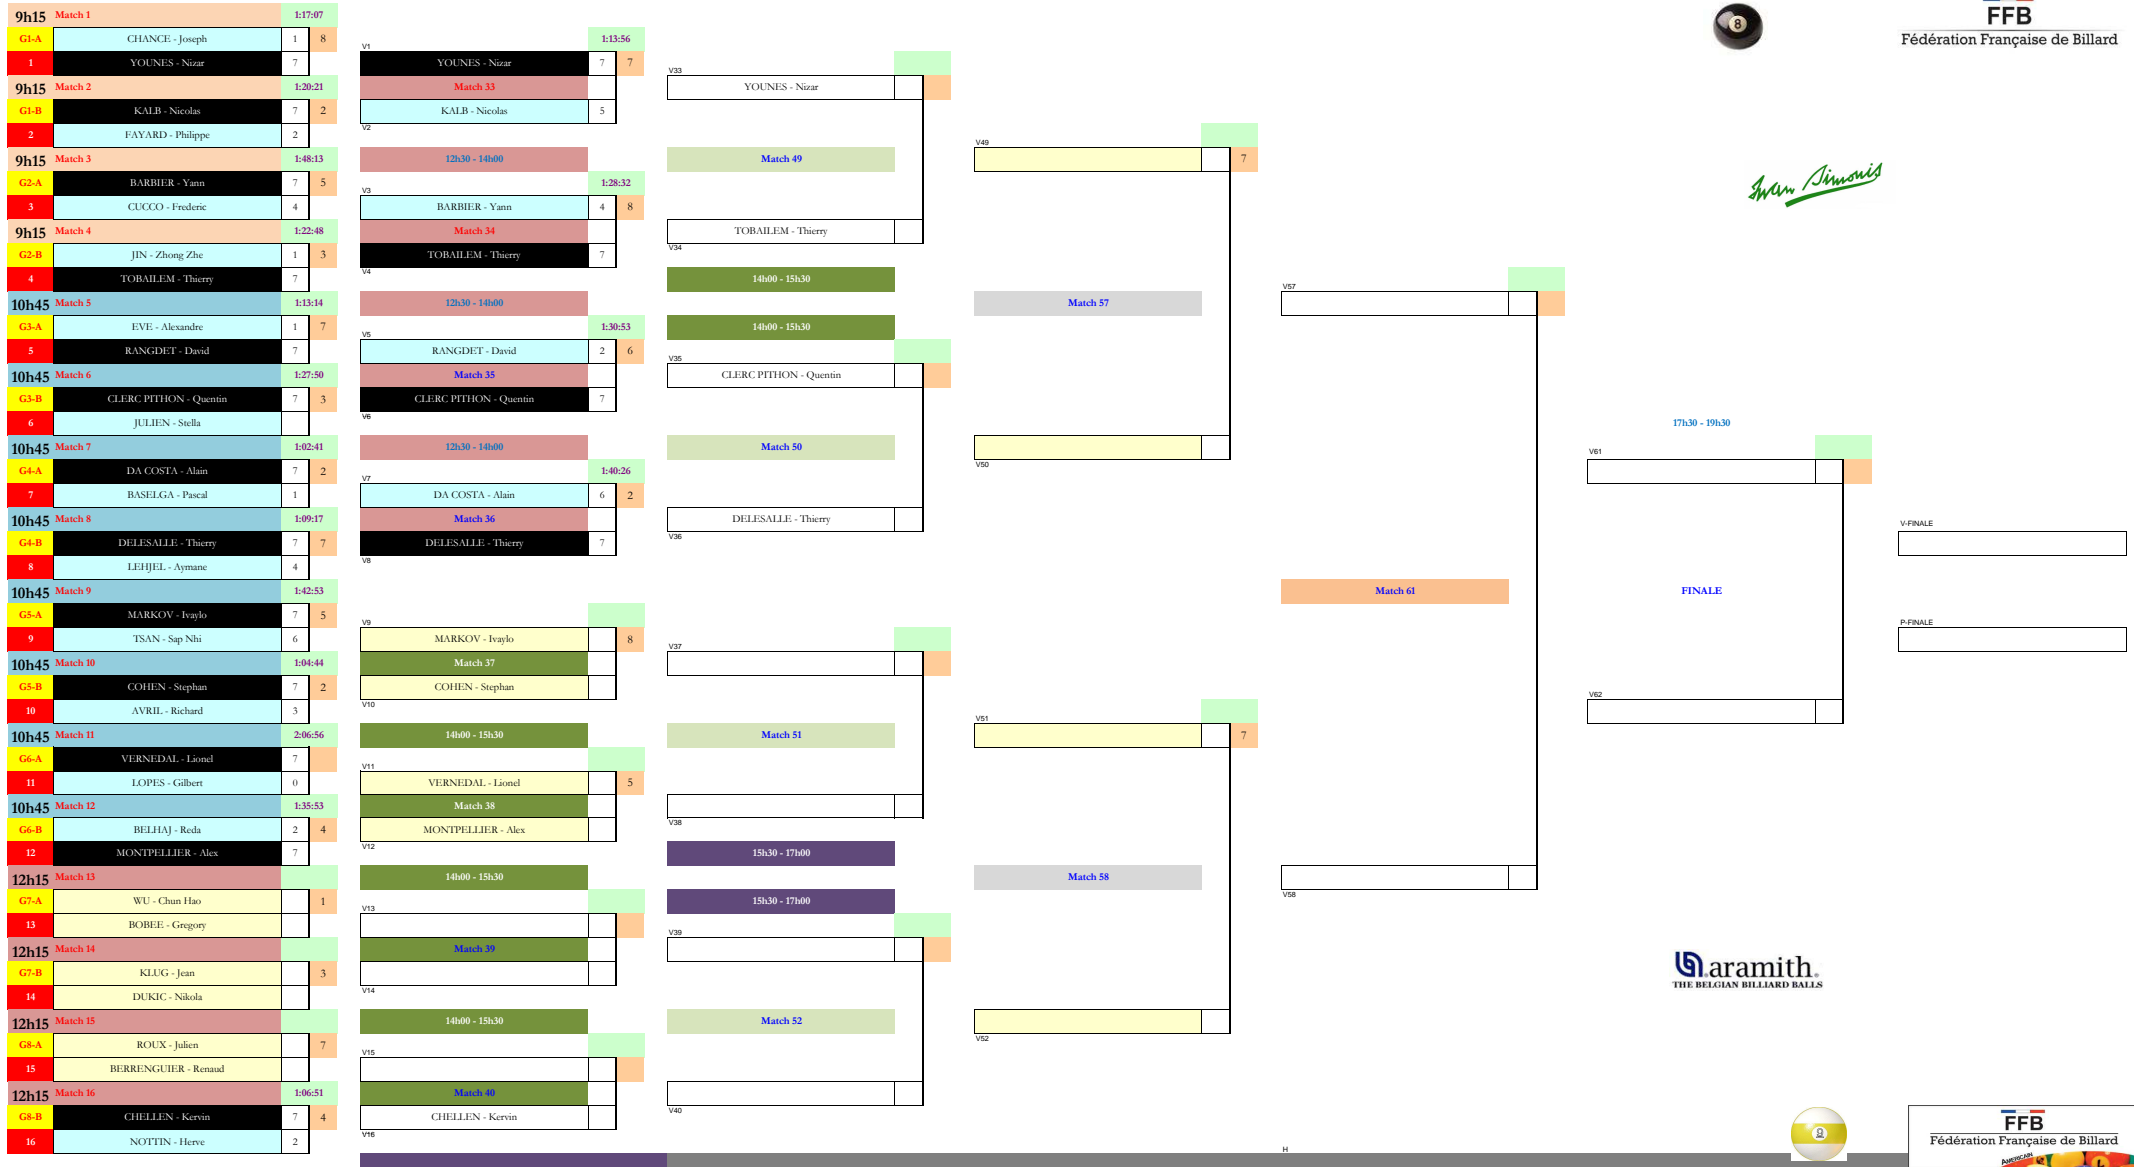 9h15 Match 1 1:17:07
G1-A CHANCE - Joseph 1 8
1 YOUNES - Nizar 7
9h15 Match 2 1:20:21
G1-B KALB - Nicolas 7 2
2 FAYARD - Philippe 2
9h15 Match 3 1:48:13
G2-A BARBIER - Yann 7 5
3 CUCCO - Frederic 4
9h15 Match 4 1:22:48
G2-B JIN - Zhong Zhe 1 3
4 TOBAILEM - Thierry 7
10h45 Match 5 1:13:14
G3-A EVE - Alexandre 1 7
5 RANGDET - David 7
10h45 Match 6 1:27:50
G3-B CLERC PITHON - Quentin 7 3
6 JULIEN - Stella
10h45 Match 7 1:02:41
G4-A DA COSTA - Alain 7 2
7 BASELGA - Pascal 1
10h45 Match 8 1:09:17
G4-B DELESALLE - Thierry 7 7
8 LEHJEL - Aymane 4
10h45 Match 9 1:42:53
G5-A MARKOV - Ivaylo 7 5
9 TSAN - Sap Nhi 6
10h45 Match 10 1:04:44
G5-B COHEN - Stephan 7 2
10 AVRIL - Richard 3
10h45 Match 11 2:06:56
G6-A VERNEDAL - Lionel 7
11 LOPES - Gilbert 0
10h45 Match 12 1:35:53
G6-B BELHAJ - Reda 2 4
12 MONTPELLIER - Alex 7
12h15 Match 13
G7-A WU - Chun Hao 1
13 BOBEE - Gregory
12h15 Match 14
G7-B KLUG - Jean 3
14 DUKIC - Nikola
12h15 Match 15
G8-A ROUX - Julien 7
15 BERRENGUIER - Renaud
12h15 Match 16 1:06:51
G8-B CHELLEN - Kervin 7 4
16 NOTTIN - Herve 2
V1 1:13:56
YOUNES - Nizar 7 7
Match 33
KALB - Nicolas 5
V2
12h30 - 14h00
V3 1:28:32
BARBIER - Yann 4 8
Match 34
TOBAILEM - Thierry 7
V4
12h30 - 14h00
V5 1:30:53
RANGDET - David 2 6
Match 35
CLERC PITHON - Quentin 7
V6
12h30 - 14h00
V7 1:40:26
DA COSTA - Alain 6 2
Match 36
DELESALLE - Thierry 7
V8
V9
MARKOV - Ivaylo 8
Match 37
COHEN - Stephan
V10
14h00 - 15h30
V11
VERNEDAL - Lionel 5
Match 38
MONTPELLIER - Alex
V12
14h00 - 15h30
V13
Match 39
V14
14h00 - 15h30
V15
Match 40
CHELLEN - Kervin
V16
V33
YOUNES - Nizar
Match 49
TOBAILEM - Thierry
V34
14h00 - 15h30
14h00 - 15h30
V35
CLERC PITHON - Quentin
Match 50
DELESALLE - Thierry
V36
V37
Match 51
V38
15h30 - 17h00
15h30 - 17h00
V39
Match 52
V40
V49
7
Match 57
V50
V51
7
Match 58
V52
V57
Match 61
V58
H
17h30 - 19h30
V61
FINALE
V62
V-FINALE
P-FINALE
8
FFB
Fédération Française de Billard
Iwan Simonis
aramith
THE BELGIAN BILLIARD BALLS
9
FFB
Fédération Française de Billard
AMERICAIN